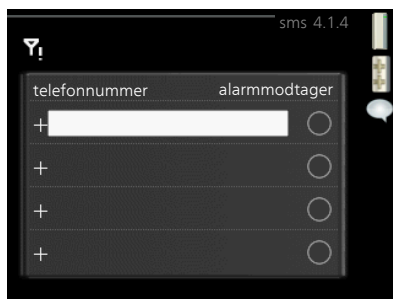 sms 4.1.4
telefonnummer alarmmodtager
+
+
+
+